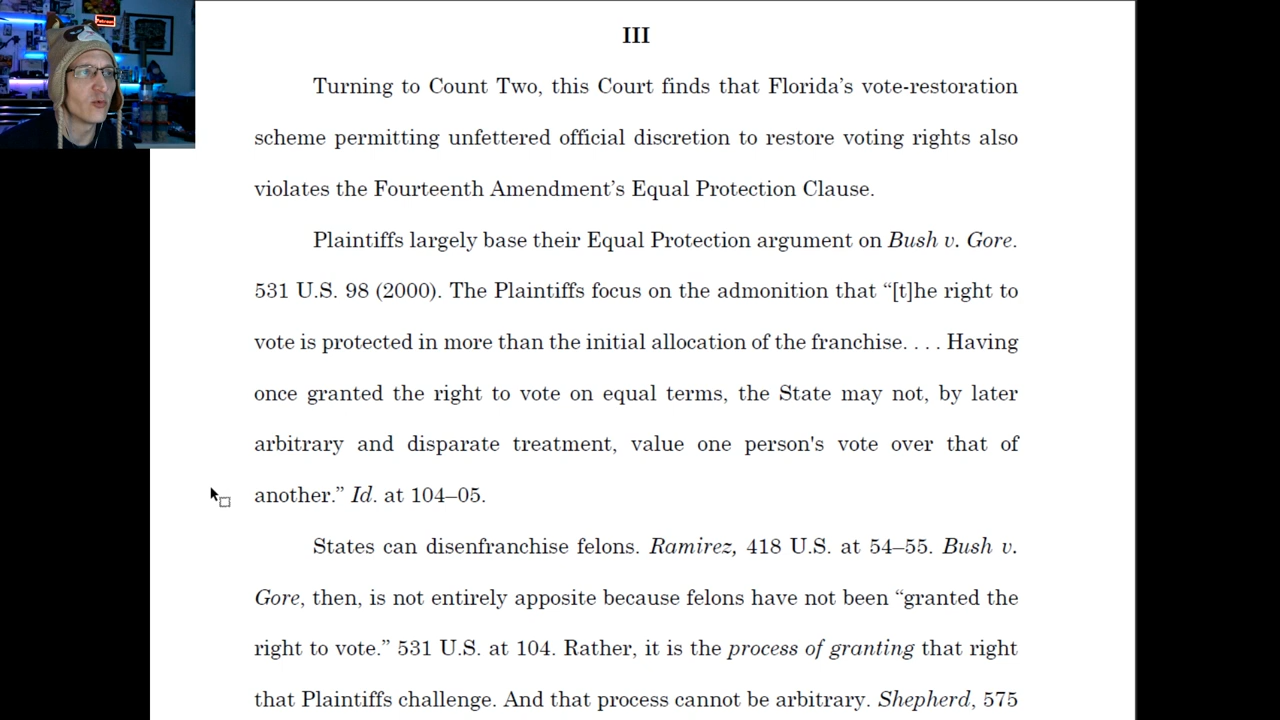 III
Turning to Count Two, this Court finds that Florida’s vote-restoration
scheme permitting unfettered official discretion to restore voting rights also
violates the Fourteenth Amendment’s Equal Protection Clause.
Plaintiffs largely base their Equal Protection argument on Bush v. Gore.
531 U.S. 98 (2000). The Plaintiffs focus on the admonition that “[t]he right to
vote is protected in more than the initial allocation of the franchise. . . . Having
once granted the right to vote on equal terms, the State may not, by later
arbitrary and disparate treatment, value one person's vote over that of
another.” Id. at 104–05.
States can disenfranchise felons. Ramirez, 418 U.S. at 54–55. Bush v.
Gore, then, is not entirely apposite because felons have not been “granted the
right to vote.” 531 U.S. at 104. Rather, it is the process of granting that right
that Plaintiffs challenge. And that process cannot be arbitrary. Shepherd, 575